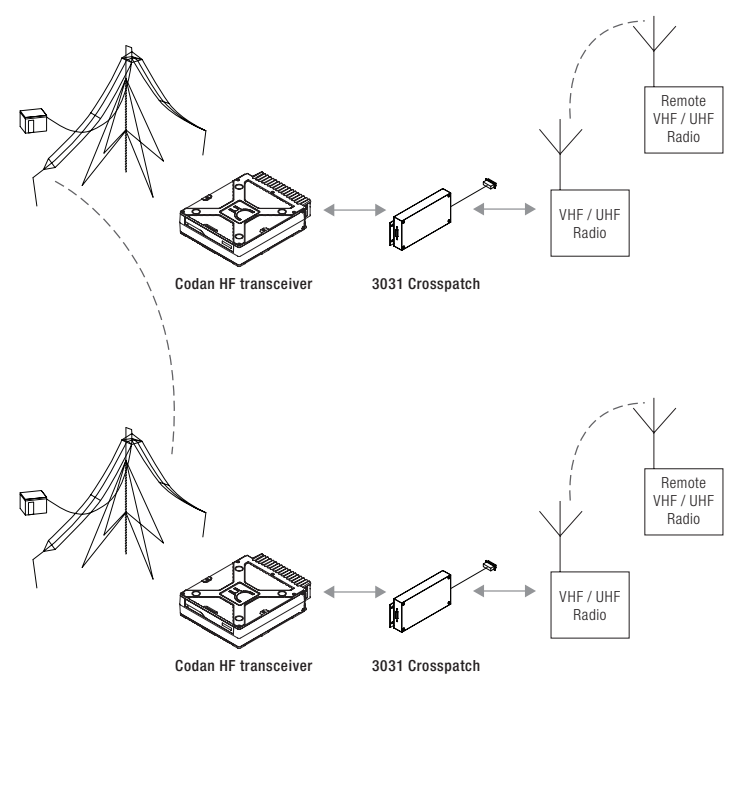 Remote
VHF / UHF
Radio
VHF / UHF
Radio
Codan HF transceiver
3031 Crosspatch
Remote
VHF / UHF
Radio
VHF / UHF
Radio
Codan HF transceiver
3031 Crosspatch